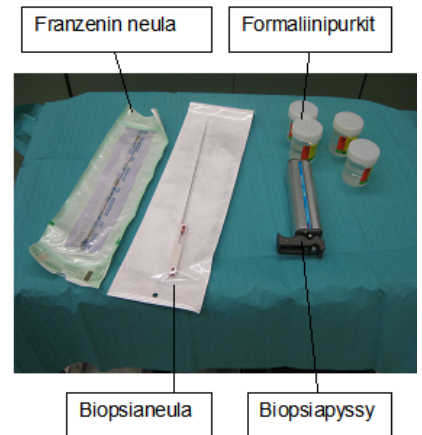 Franzenin neula
Formaliinipurkit
Biopsianeula
Biopsiapyssy